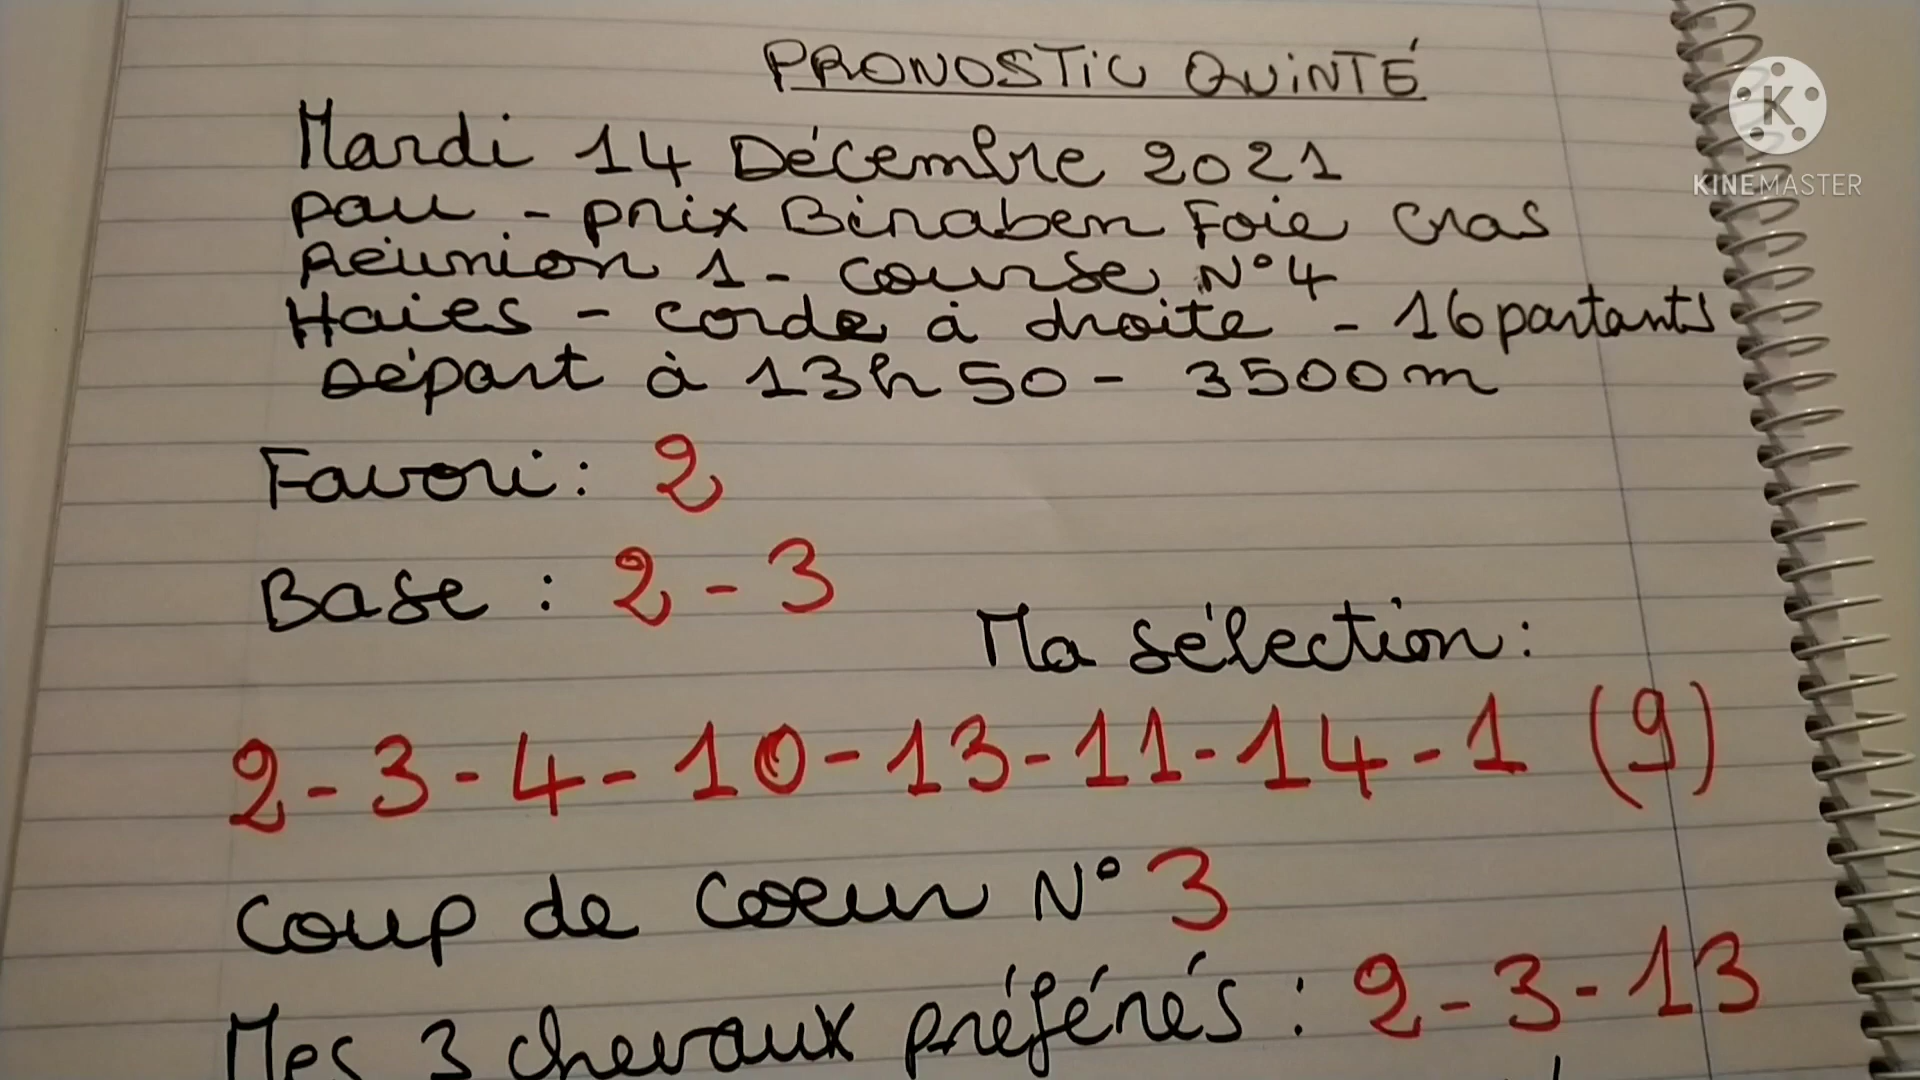 PRONOSTIC QUINTÉ
Mardi 14 Décembre 2021
pau - prix Biraben Foie Gras
Réunion 1 - course N°4
Haies - corde à droite - 16 partants
Départ à 13h50 - 3500m
Favori : 2
Base : 2 - 3
Ma sélection :
2 - 3 - 4 - 10 - 13 - 11 - 14 - 1 (9)
Coup de coeur N° 3
Mes 3 chevaux préférés : 2 - 3 - 13
K
KINEMASTER